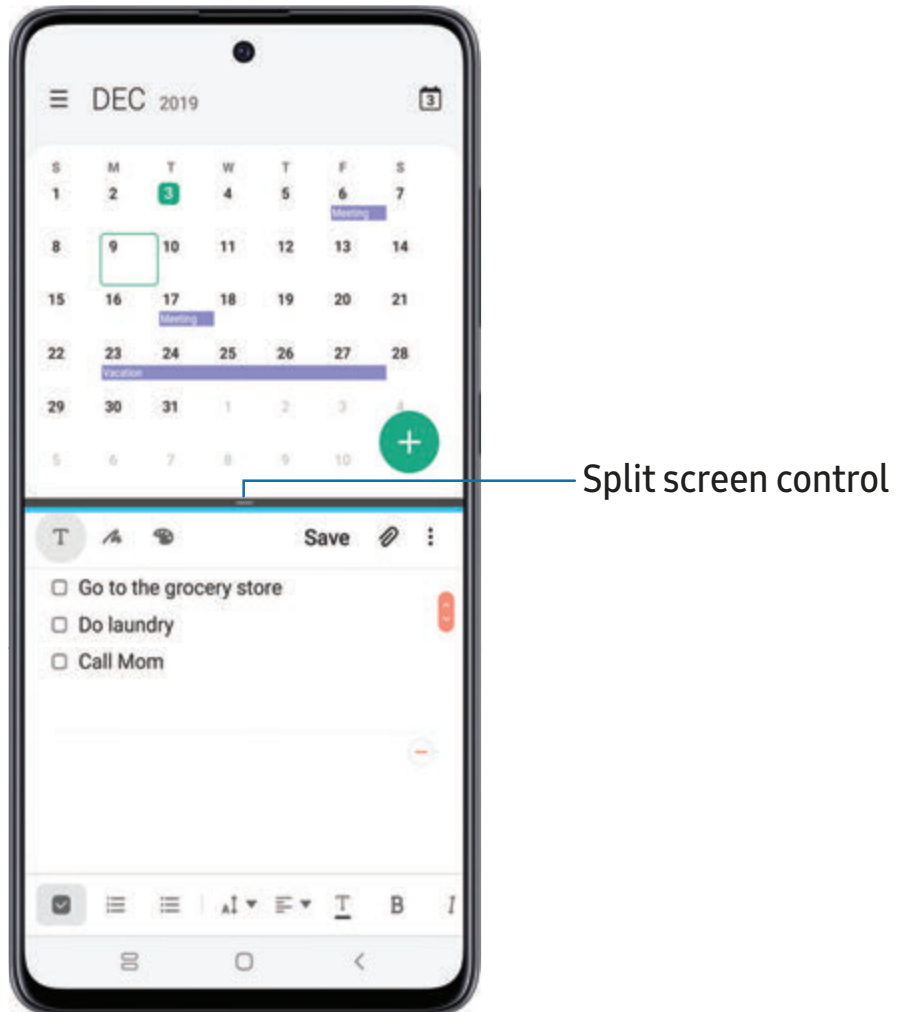 DEC 2019 3
S M T W T F S
1 2 3 4 5 6 7
Meeting
8 9 10 11 12 13 14
15 16 17 18 19 20 21
Meeting
22 23 24 25 26 27 28
Vacation
29 30 31 1 2 3 4
5 6 7 8 9 10
Split screen control
T Save
Go to the grocery store
Do laundry
Call Mom
A T B I